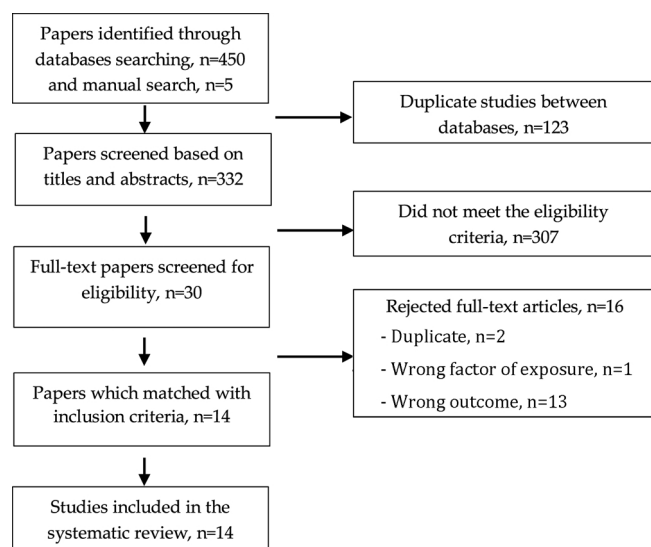 Papers identified through
databases searching, n=450
and manual search, n=5
Duplicate studies between
databases, n=123
Papers screened based on
titles and abstracts, n=332
Did not meet the eligibility
criteria, n=307
Full-text papers screened for
eligibility, n=30
Rejected full-text articles, n=16
- Duplicate, n=2
- Wrong factor of exposure, n=1
- Wrong outcome, n=13
Papers which matched with
inclusion criteria, n=14
Studies included in the
systematic review, n=14